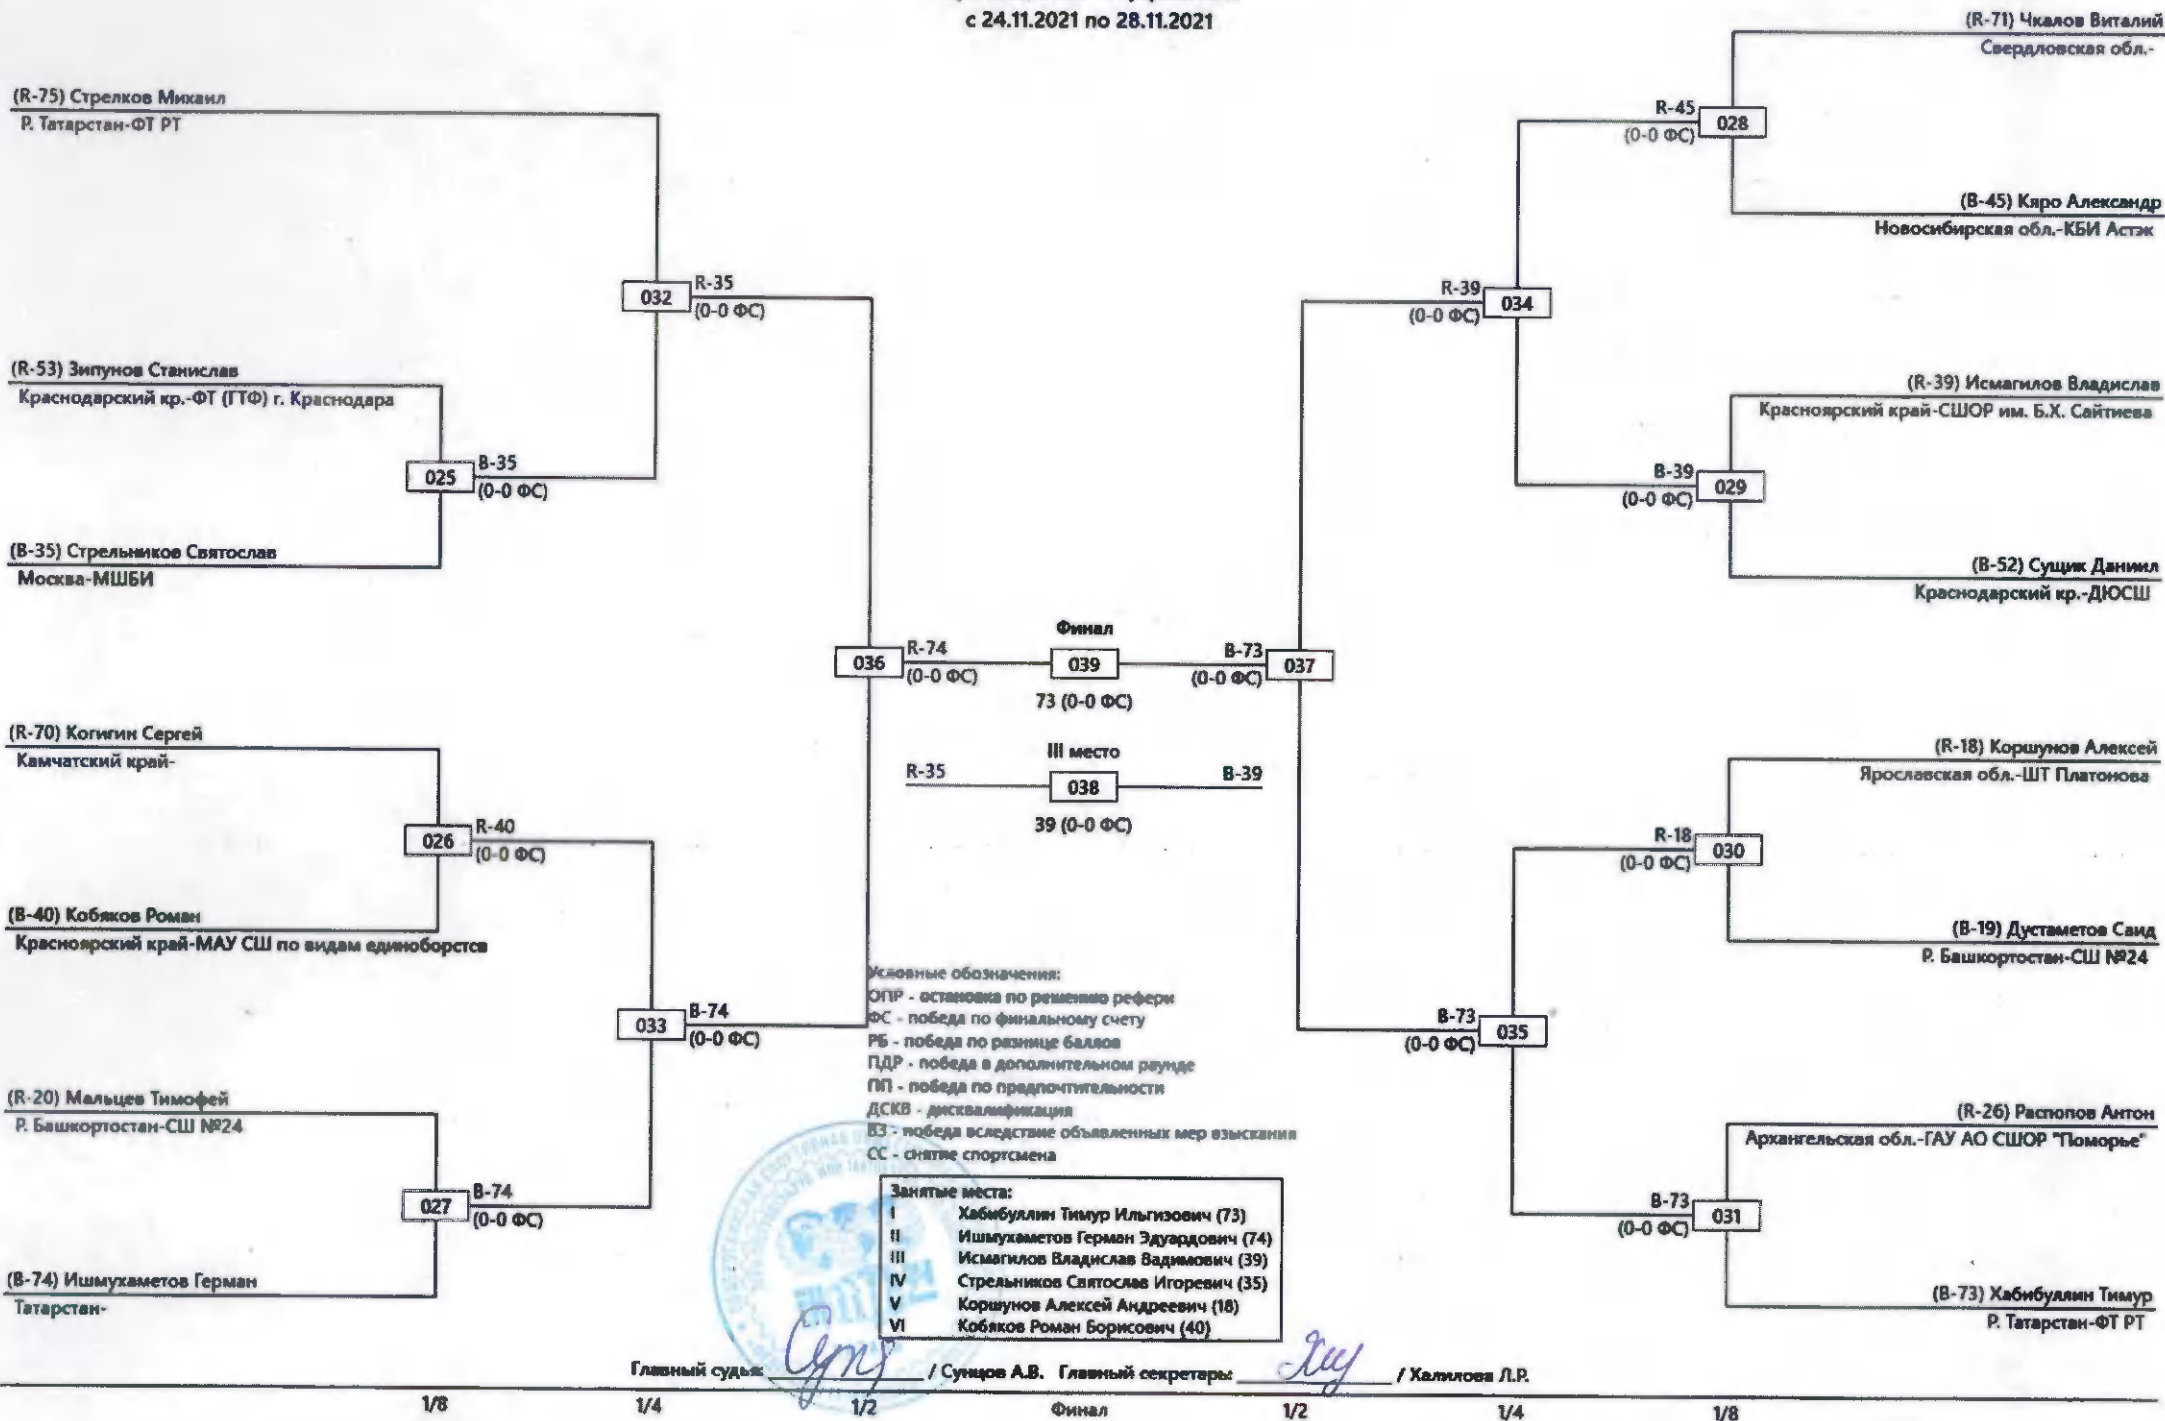 с 24.11.2021 по 28.11.2021
(R-75) Стрелков Михаил
Р. Татарстан-ФТ РТ
032
R-35
(0-0 ФС)
(R-53) Зипунов Станислав
Краснодарский кр.-ФТ (ГТФ) г. Краснодара
025
B-35
(0-0 ФС)
(B-35) Стрельников Святослав
Москва-МШБИ
036
R-74
(0-0 ФС)
(R-70) Когигин Сергей
Камчатский край-
026
R-40
(0-0 ФС)
(B-40) Кобяков Роман
Красноярский край-МАУ СШ по видам единоборств
033
B-74
(0-0 ФС)
(R-20) Мальцев Тимофей
Р. Башкортостан-СШ №24
027
B-74
(0-0 ФС)
(B-74) Ишмухаметов Герман
Татарстан-
Финал
039
73 (0-0 ФС)
III место
R-35
038
B-39
39 (0-0 ФС)
(R-71) Чкалов Виталий
Свердловская обл.-
R-45
(0-0 ФС)
028
(B-45) Кяро Александр
Новосибирская обл.-КБИ Астэк
R-39
(0-0 ФС)
034
(R-39) Исмагилов Владислав
Красноярский край-СШОР им. Б.Х. Сайтиева
B-39
(0-0 ФС)
029
(B-52) Сущик Даниил
Краснодарский кр.-ДЮСШ
B-73
(0-0 ФС)
037
(R-18) Коршунов Алексей
Ярославская обл.-ШТ Платонова
R-18
(0-0 ФС)
030
(B-19) Дустаметов Саид
Р. Башкортостан-СШ №24
B-73
(0-0 ФС)
035
(R-26) Распопов Антон
Архангельская обл.-ГАУ АО СШОР "Поморье"
B-73
(0-0 ФС)
031
(B-73) Хабибуллин Тимур
Р. Татарстан-ФТ РТ
Условные обозначения:
ОПР - остановка по решению рефери
ФС - победа по финальному счету
РБ - победа по разнице баллов
ПДР - победа в дополнительном раунде
ПП - победа по предпочтительности
ДСКВ - дисквалификация
ВЗ - победа вследствие объявленных мер взыскания
СС - снятие спортсмена
Занятые места:
I Хабибуллин Тимур Ильгизович (73)
II Ишмухаметов Герман Эдуардович (74)
III Исмагилов Владислав Вадимович (39)
IV Стрельников Святослав Игоревич (35)
V Коршунов Алексей Андреевич (18)
VI Кобяков Роман Борисович (40)
Главный судья: / Сунцов А.В. Главный секретарь: / Халилова Л.Р.
1/8 1/4 1/2 Финал 1/2 1/4 1/8